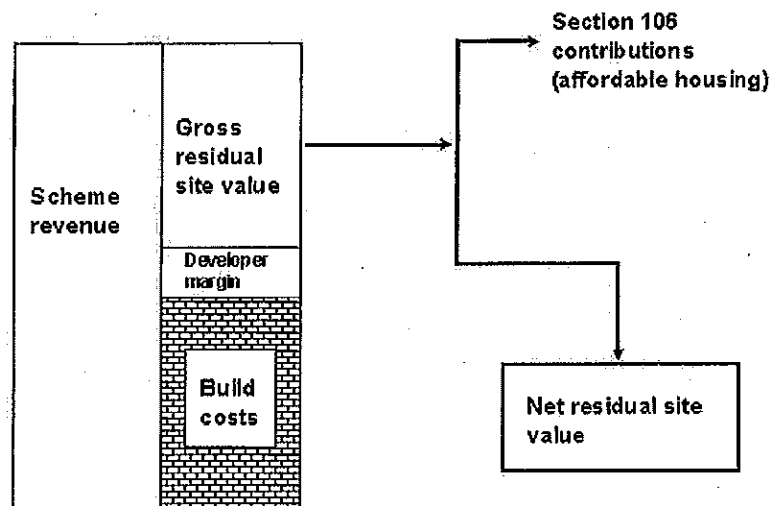 Section 106
contributions
(affordable housing)
Gross
residual
site value
Scheme
revenue
Developer
margin
Build
costs
Net residual site
value